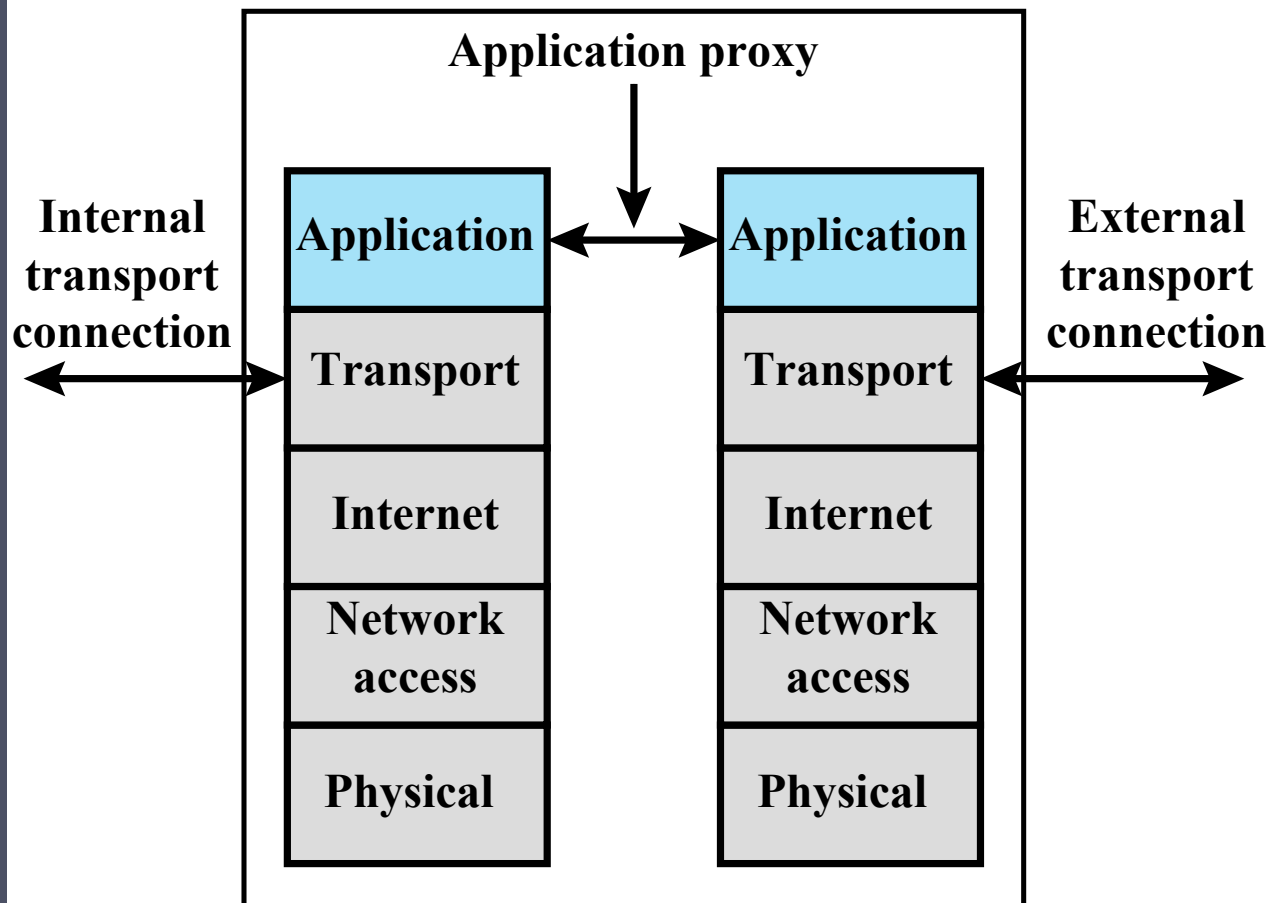 Application proxy
Internal
transport
connection
Application
Application
External
transport
connection
Transport
Transport
Internet
Internet
Network
access
Network
access
Physical
Physical